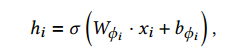 h_i = σ ( W_{ϕ_i} · x_i + b_{ϕ_i} ) ,